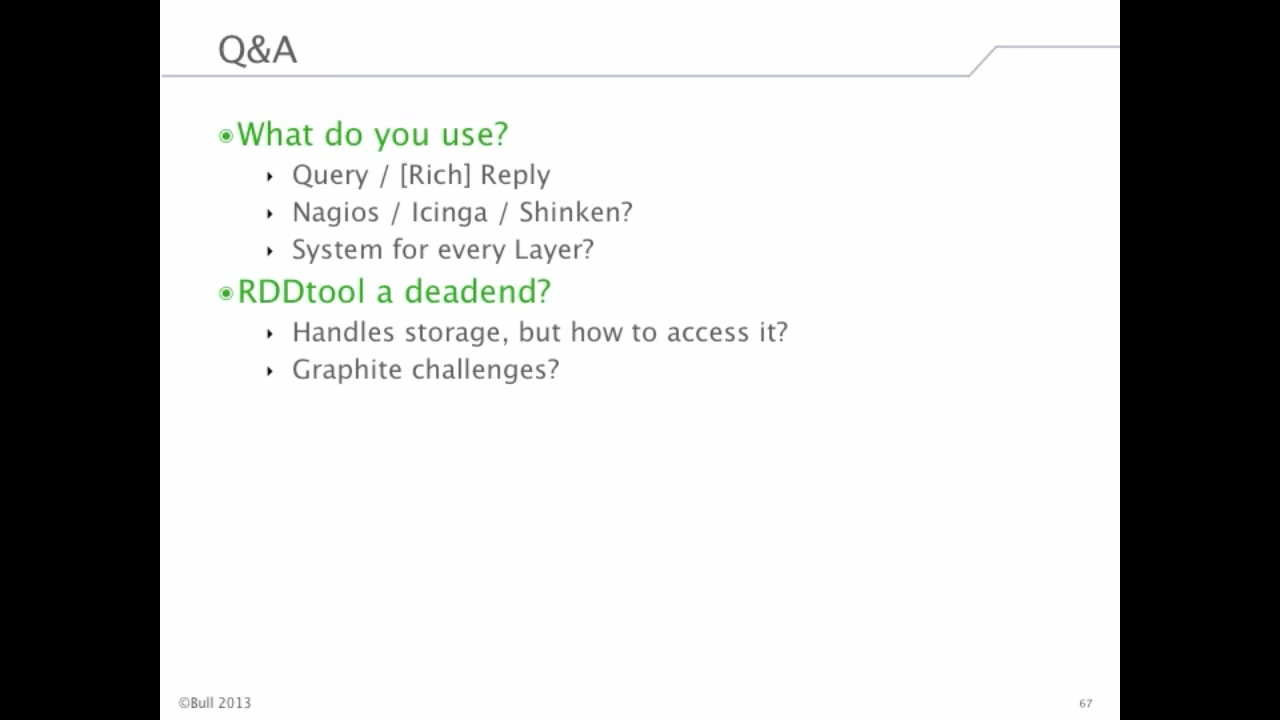 Q&A
What do you use?
Query / [Rich] Reply
Nagios / Icinga / Shinken?
System for every Layer?
RDDtool a deadend?
Handles storage, but how to access it?
Graphite challenges?
©Bull 2013
67